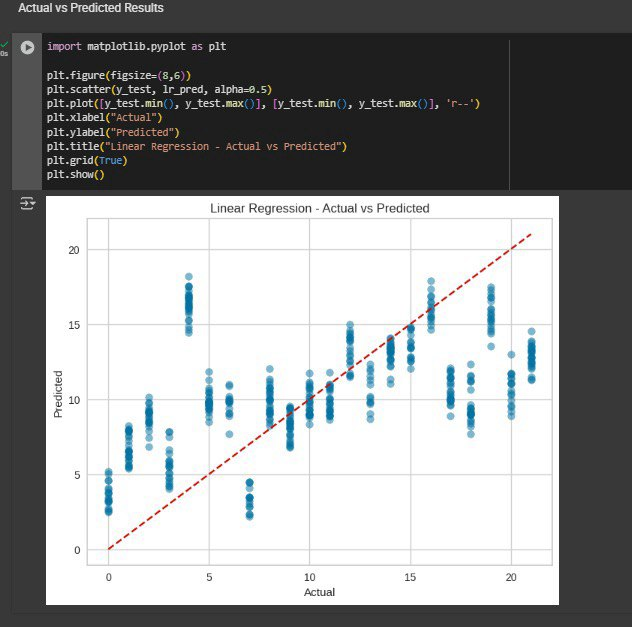 Actual vs Predicted Results
import matplotlib.pyplot as plt
0s
plt.figure(figsize=(8,6))
plt.scatter(y_test, lr_pred, alpha=0.5)
plt.plot([y_test.min(), y_test.max()], [y_test.min(), y_test.max()], 'r--')
plt.xlabel("Actual")
plt.ylabel("Predicted")
plt.title("Linear Regression - Actual vs Predicted")
plt.grid(True)
plt.show()
Linear Regression - Actual vs Predicted
20
15
10
5
0
Predicted
0 5 10 15 20
Actual